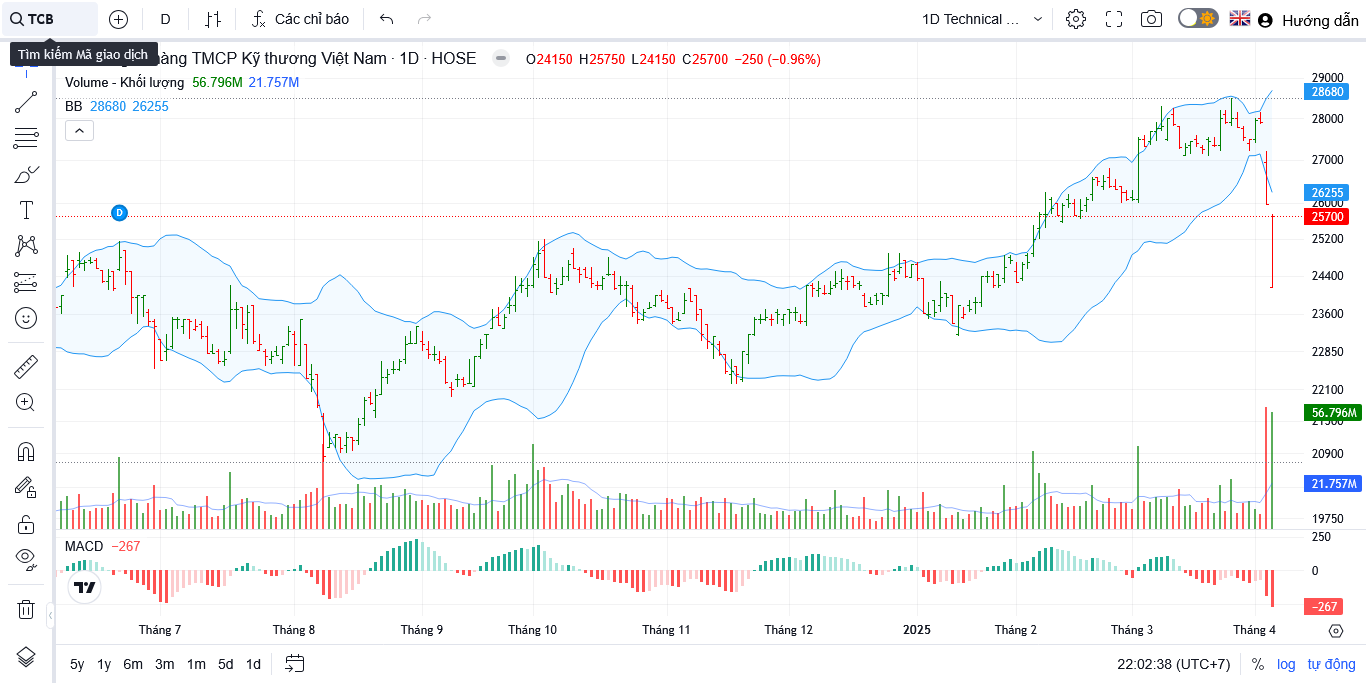 TCB
D
Các chỉ báo
1D Technical ...
Hướng dẫn
Tìm kiếm Mã giao dịch
hàng TMCP Kỹ thương Việt Nam · 1D · HOSE
O24150 H25750 L24150 C25700 −250 (−0.96%)
Volume - Khối lượng 56.796M 21.757M
BB 28680 26255
D
29000
28680
28000
27000
26255
26000
25700
25200
24400
23600
22850
22100
56.796M
21500
20900
21.757M
19750
MACD −267
250
0
−267
Tháng 7
Tháng 8
Tháng 9
Tháng 10
Tháng 11
Tháng 12
2025
Tháng 2
Tháng 3
Tháng 4
5y 1y 6m 3m 1m 5d 1d
22:02:38 (UTC+7)
% log tự động